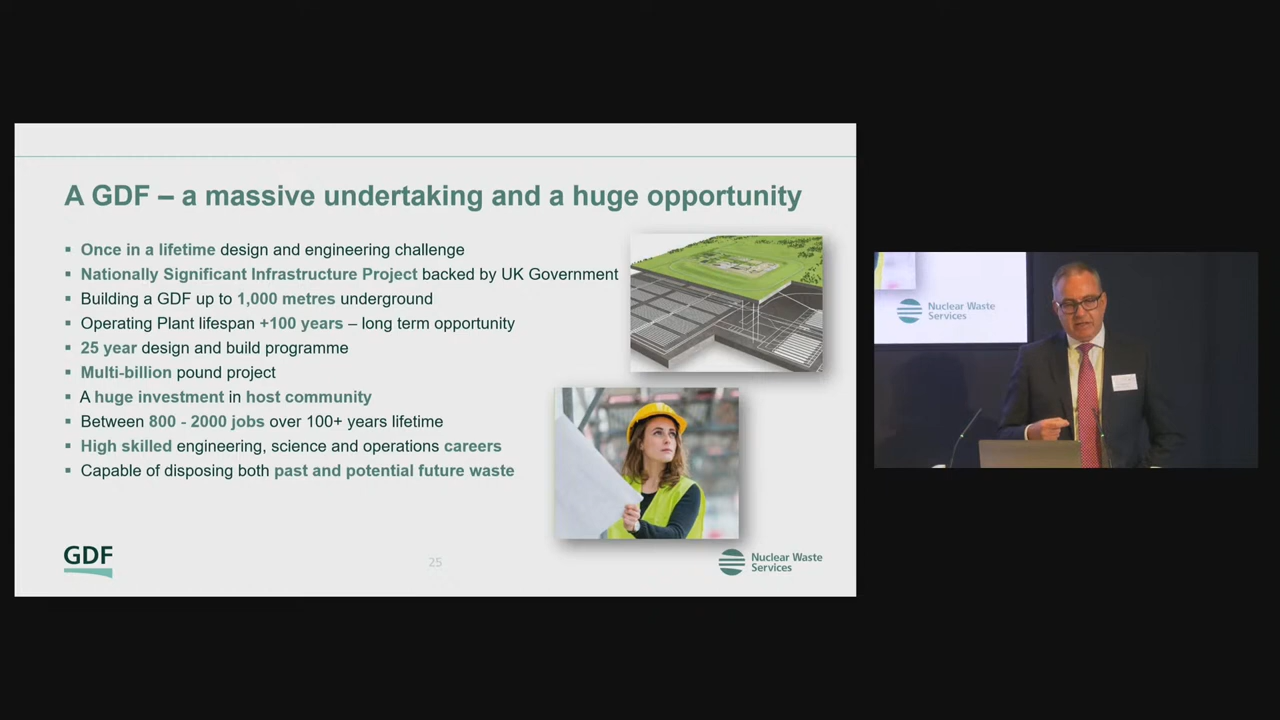 A GDF – a massive undertaking and a huge opportunity
▪ Once in a lifetime design and engineering challenge
▪ Nationally Significant Infrastructure Project backed by UK Government
▪ Building a GDF up to 1,000 metres underground
▪ Operating Plant lifespan +100 years – long term opportunity
▪ 25 year design and build programme
▪ Multi-billion pound project
▪ A huge investment in host community
▪ Between 800 - 2000 jobs over 100+ years lifetime
▪ High skilled engineering, science and operations careers
▪ Capable of disposing both past and potential future waste
GDF
25
Nuclear Waste
Services
Nuclear Waste
Services